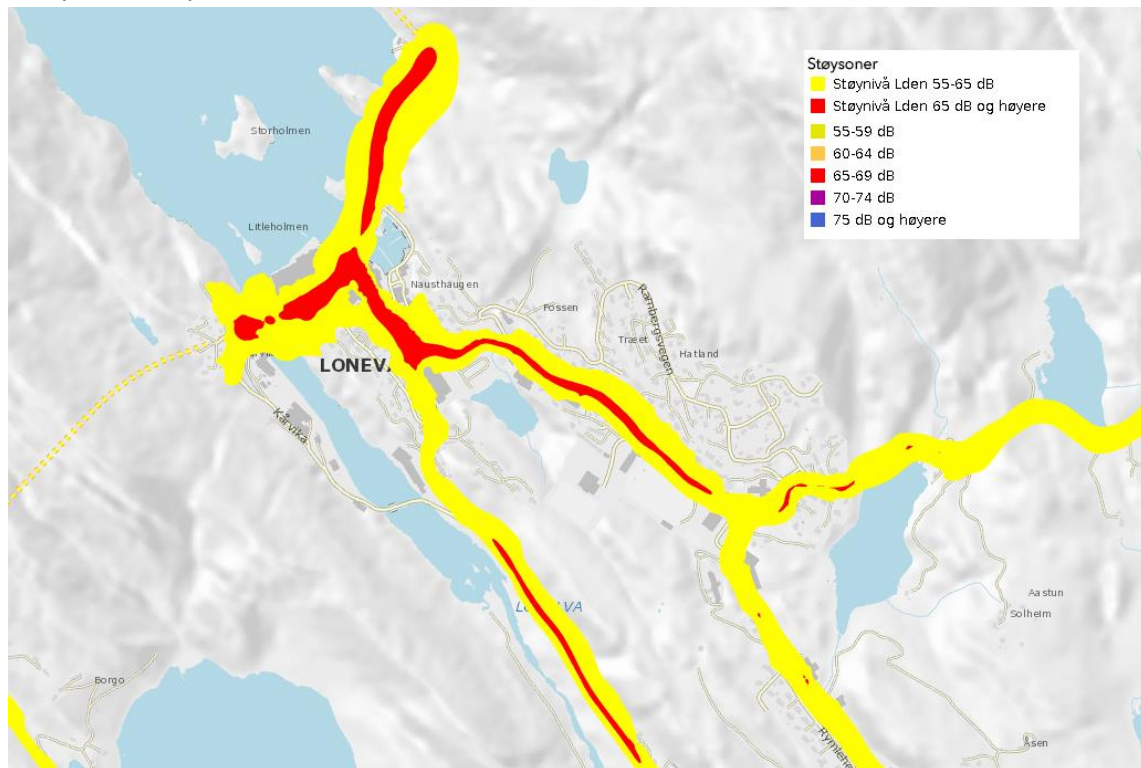 Støysoner
Støynivå Lden 55-65 dB
Støynivå Lden 65 dB og høyere
55-59 dB
60-64 dB
65-69 dB
70-74 dB
75 dB og høyere
Storholmen
Litleholmen
Nausthaugen
Fossen
Rambergsvegen
Træet
Hatland
LONEVA
Kårvika
Aastun
Solheim
Borgo
Åsen